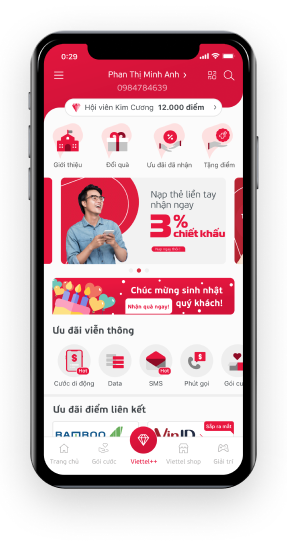 0:29
Phan Thị Minh Anh >
0984784639
Hội viên Kim Cương 12.000 điểm >
Giới thiệu Đổi quà Ưu đãi đã nhận Tặng điểm
Nạp thẻ liền tay
nhận ngay
3% chiết khấu
Nạp ngay thôi
Chúc mừng sinh nhật
quý khách!
Nhận quà ngay!
Ưu đãi viễn thông
Hot Hot
Cước di động Data SMS Phút gọi Gói cu
Ưu đãi điểm liên kết
Sắp ra mắt
BAMBOO VinID
Trang chủ Gói cước Viettel++ Viettel shop Giải trí